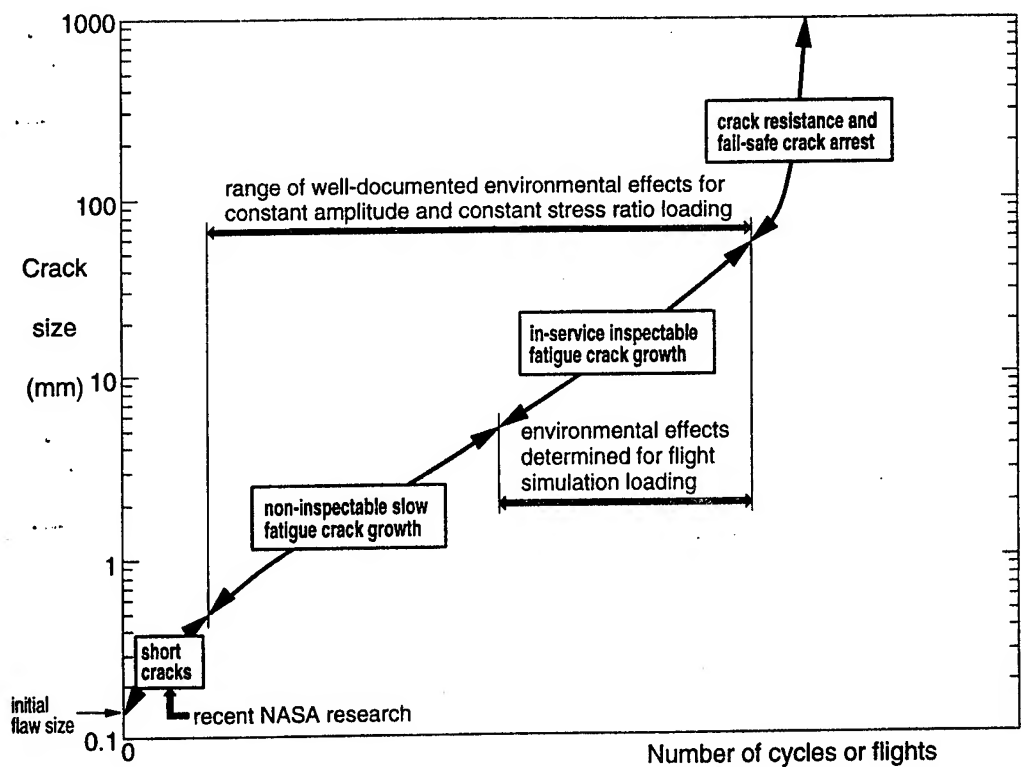 1000
crack resistance and
fail-safe crack arrest
range of well-documented environmental effects for
constant amplitude and constant stress ratio loading
100
Crack
size
(mm)
in-service inspectable
fatigue crack growth
10
environmental effects
determined for flight
simulation loading
non-inspectable slow
fatigue crack growth
1
short
cracks
initial
flaw size
recent NASA research
0.1
0
Number of cycles or flights